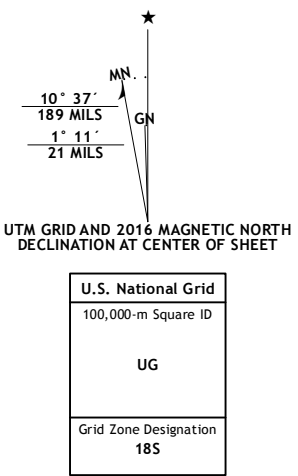 ★
MN
10° 37´
189 MILS
GN
1° 11´
21 MILS
UTM GRID AND 2016 MAGNETIC NORTH
DECLINATION AT CENTER OF SHEET
U.S. National Grid
100,000-m Square ID
UG
Grid Zone Designation
18S